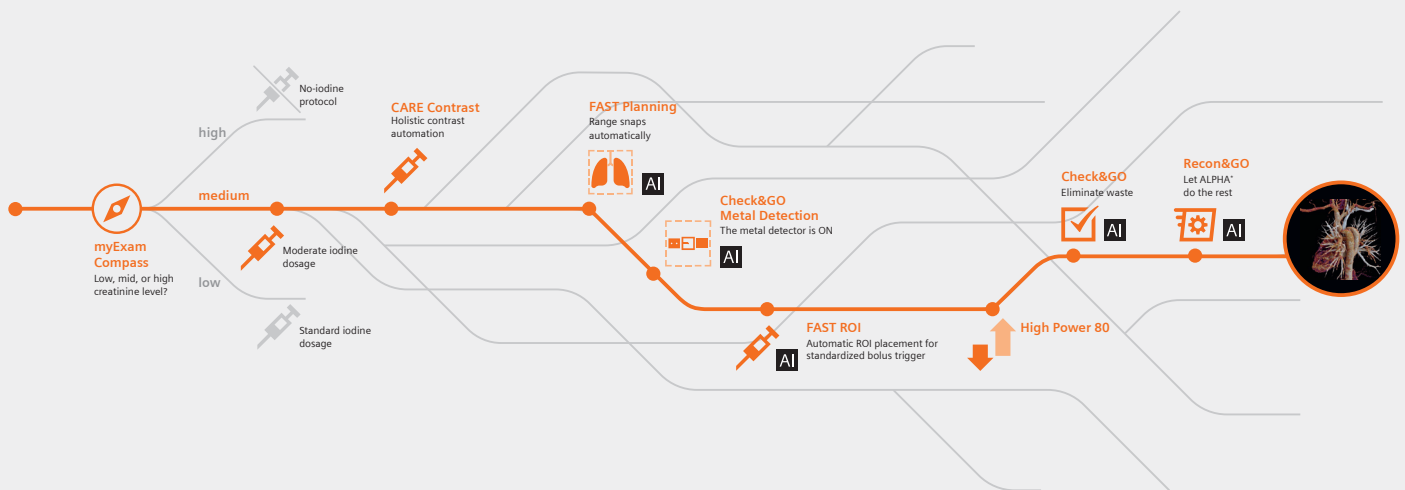 No-iodine
protocol
high
medium
low
myExam
Compass
Low, mid, or high
creatinine level?
Moderate iodine
dosage
Standard iodine
dosage
CARE Contrast
Holistic contrast
automation
FAST Planning
Range snaps
automatically
AI
Check&GO
Metal Detection
The metal detector is ON
AI
FAST ROI
Automatic ROI placement for
standardized bolus trigger
AI
High Power 80
Check&GO
Eliminate waste
AI
Recon&GO
Let ALPHA*
do the rest
AI